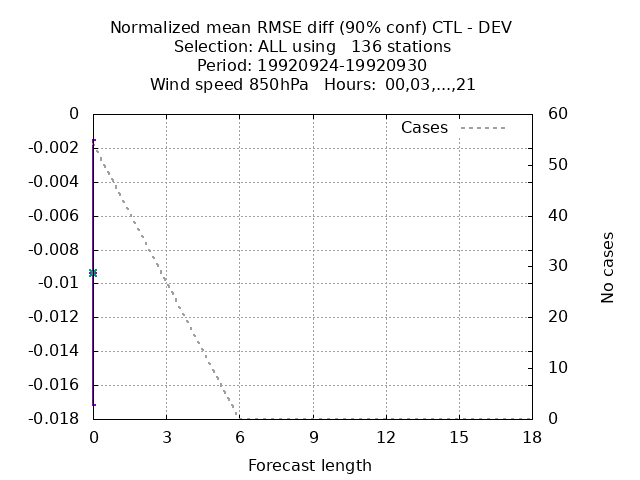 Normalized mean RMSE diff (90% conf) CTL - DEV
Selection: ALL using   136 stations
Period: 19920924-19920930
Wind speed 850hPa   Hours:  00,03,...,21
Cases
0
-0.002
-0.004
-0.006
-0.008
-0.01
-0.012
-0.014
-0.016
-0.018
60
50
40
30
20
10
0
No cases
0 3 6 9 12 15 18
Forecast length